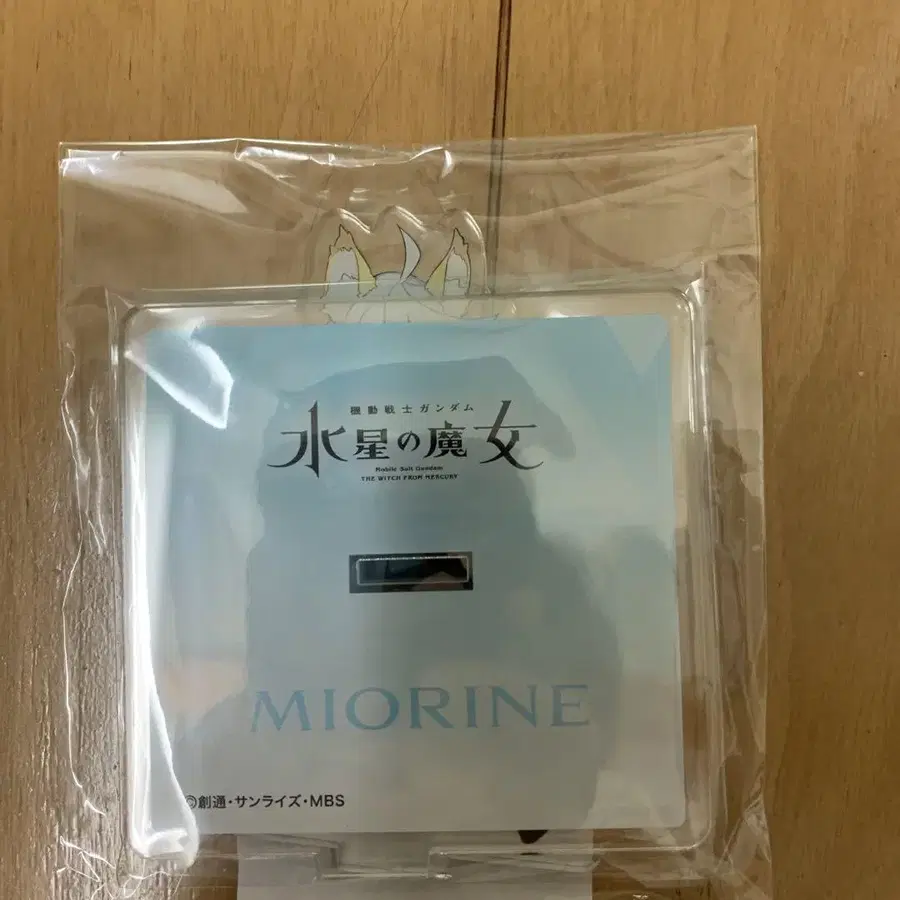 機動戦士ガンダム
水星の魔女
Mobile Suit Gundam
THE WITCH FROM MERCURY
MIORINE
©創通・サンライズ・MBS